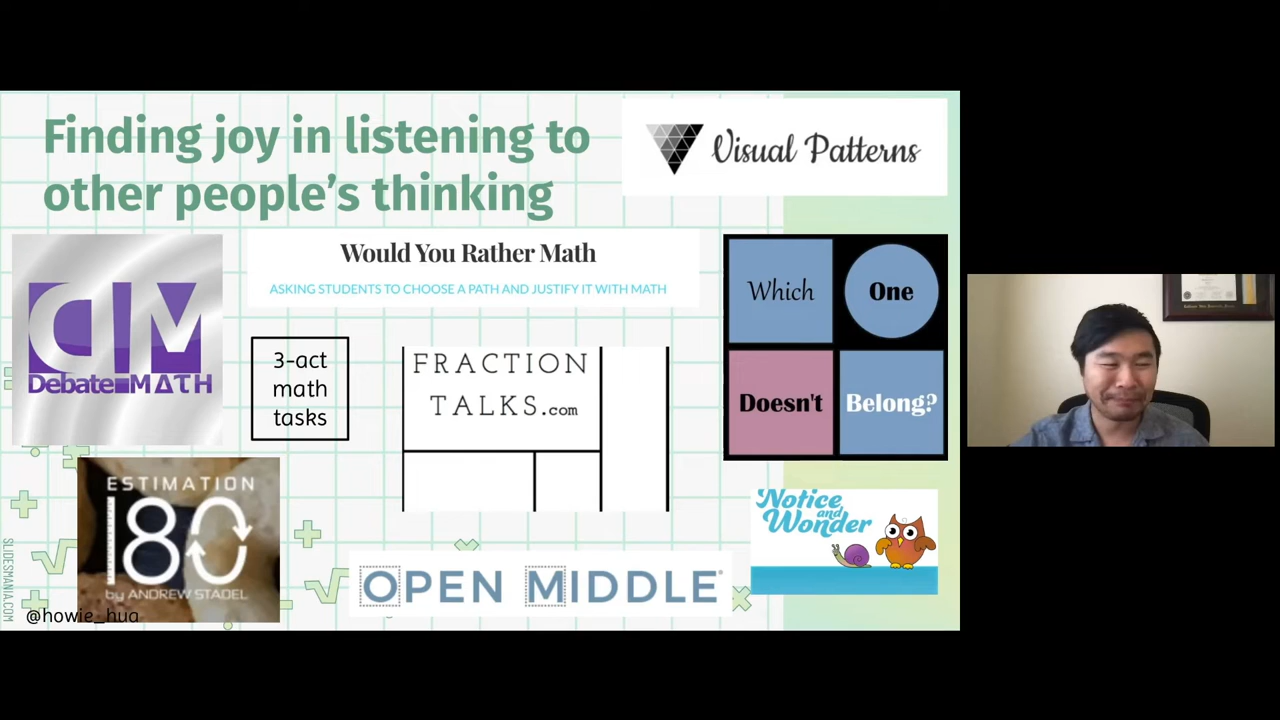 Finding joy in listening to
other people's thinking
Visual Patterns
Would You Rather Math
ASKING STUDENTS TO CHOOSE A PATH AND JUSTIFY IT WITH MATH
DM
Debate MATH
3-act
math
tasks
FRACTION
TALKS.com
Which
One
Doesn't
Belong?
ESTIMATION
180
by ANDREW STADEL
Notice
and
Wonder
OPEN MIDDLE®
@howie_hua
SLIDESMANIA.COM